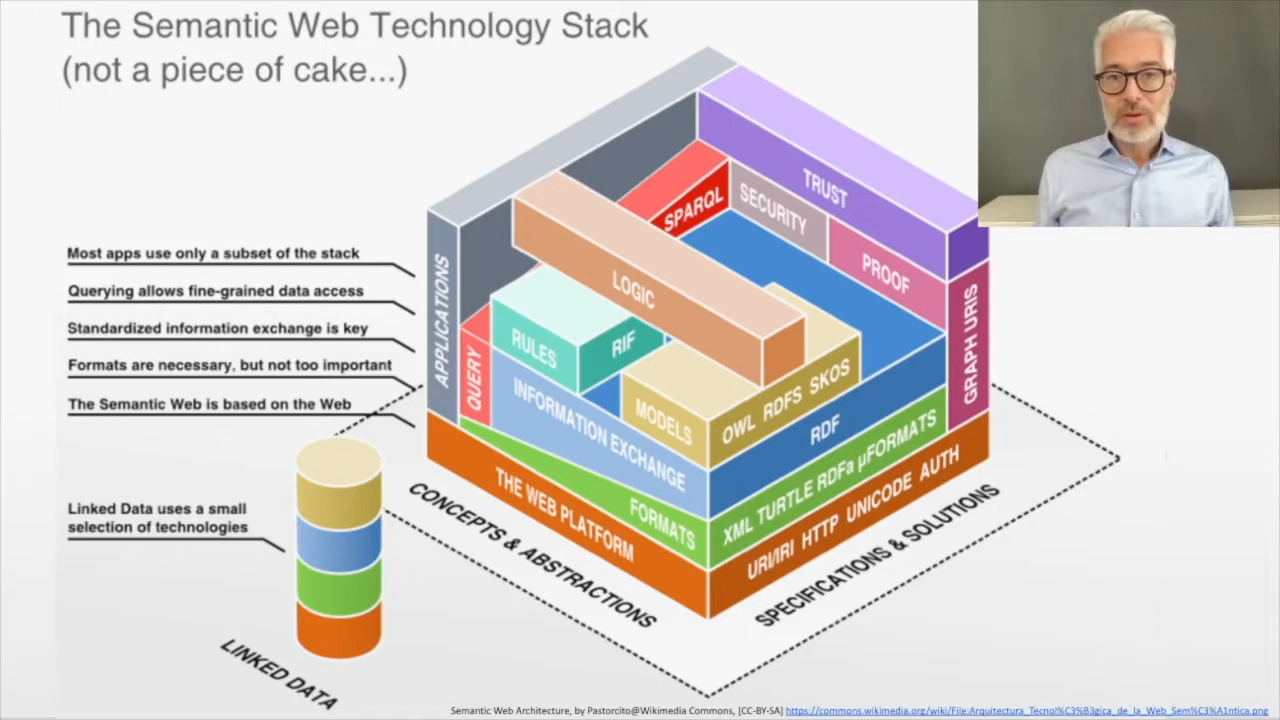 The Semantic Web Technology Stack
(not a piece of cake...)
Most apps use only a subset of the stack
Querying allows fine-grained data access
Standardized information exchange is key
Formats are necessary, but not too important
The Semantic Web is based on the Web
Linked Data uses a small
selection of technologies
LINKED DATA
APPLICATIONS
TRUST
SPARQL
SECURITY
PROOF
LOGIC
RULES
RIF
GRAPH URIS
QUERY
MODELS
OWL RDFS SKOS
INFORMATION EXCHANGE
RDF
FORMATS
XML TURTLE RDFa µFORMATS
THE WEB PLATFORM
URI/IRI HTTP UNICODE AUTH
CONCEPTS & ABSTRACTIONS
SPECIFICATIONS & SOLUTIONS
Semantic Web Architecture, by Pastorcito@Wikimedia Commons, [CC-BY-SA] https://commons.wikimedia.org/wiki/File:Arquitectura_Tecnol%C3%B3gica_de_la_Web_Sem%C3%A1ntica.png